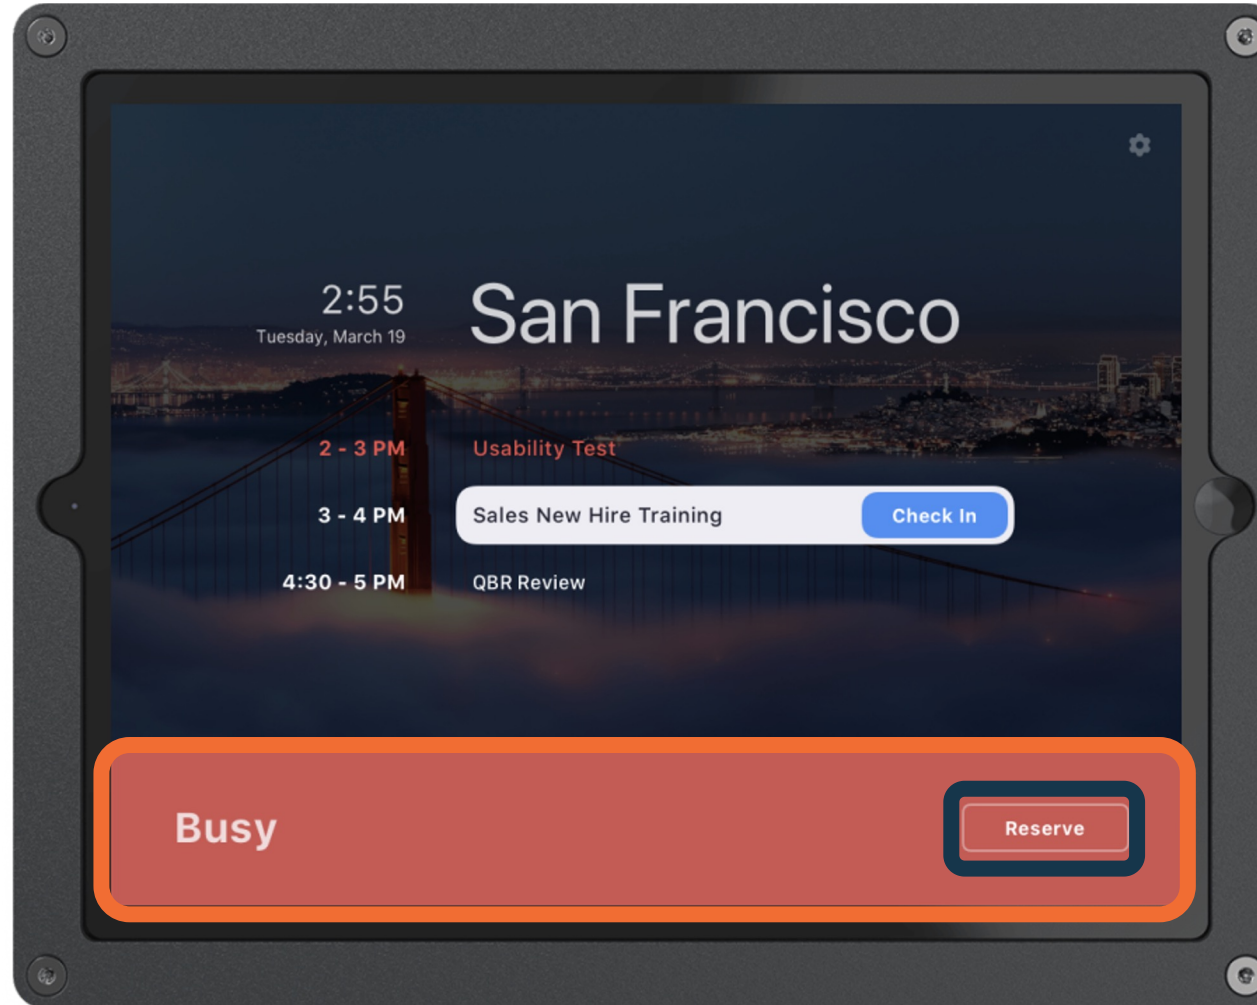 2:55
San Francisco
Tuesday, March 19
2 - 3 PM Usability Test
3 - 4 PM Sales New Hire Training Check In
4:30 - 5 PM QBR Review
Busy Reserve